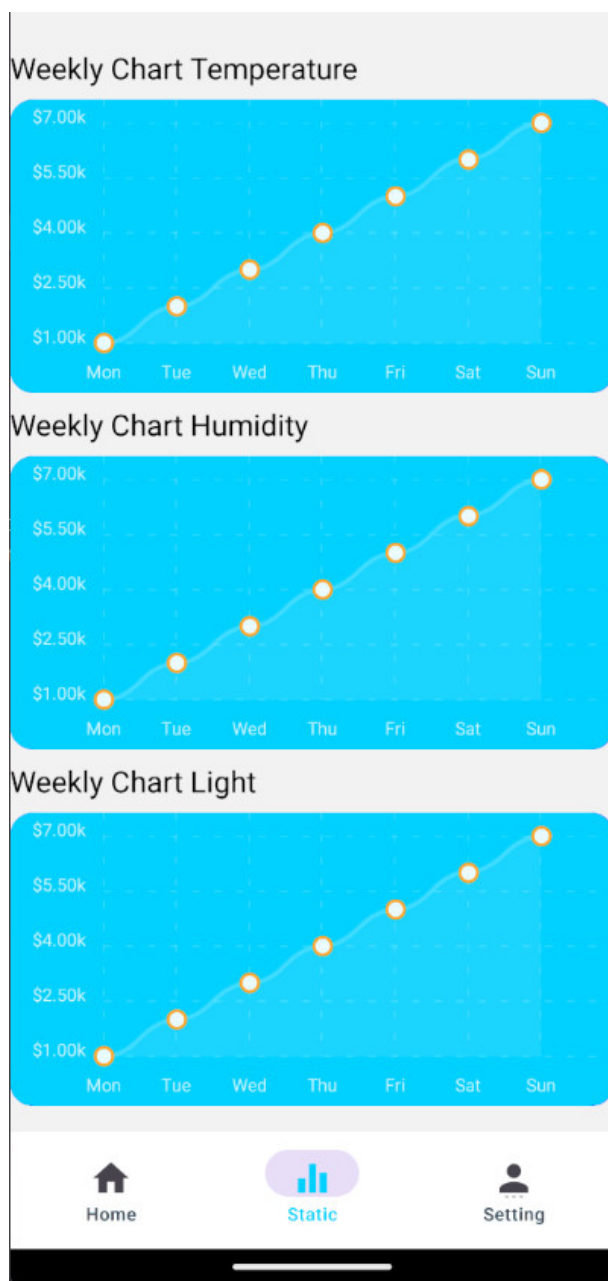 Weekly Chart Temperature
$7.00k
$5.50k
$4.00k
$2.50k
$1.00k
Mon Tue Wed Thu Fri Sat Sun
Weekly Chart Humidity
$7.00k
$5.50k
$4.00k
$2.50k
$1.00k
Mon Tue Wed Thu Fri Sat Sun
Weekly Chart Light
$7.00k
$5.50k
$4.00k
$2.50k
$1.00k
Mon Tue Wed Thu Fri Sat Sun
Home Static Setting